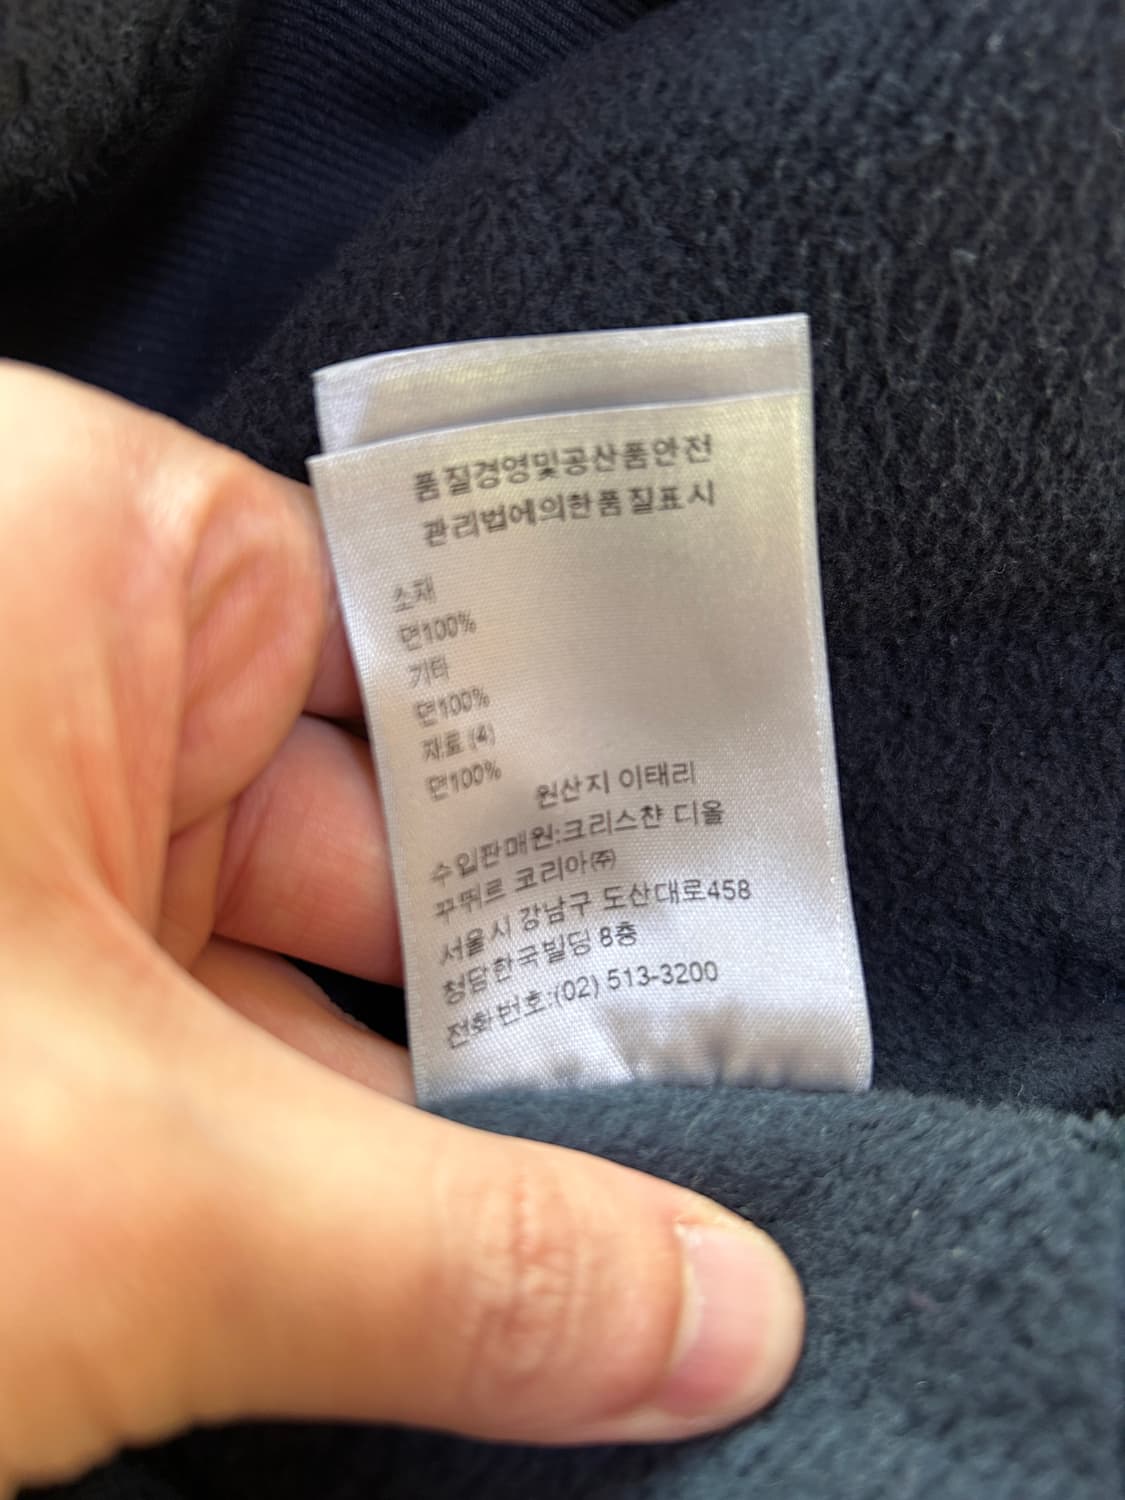 품질경영및공산품안전
관리법에의한품질표시
소재
면100%
기타
면100%
재료 (4)
면100%
원산지 이태리
수입판매원:크리스챤 디올
꾸뛰르 코리아㈜
서울시 강남구 도산대로458
청담한국빌딩 8층
전화번호:(02) 513-3200